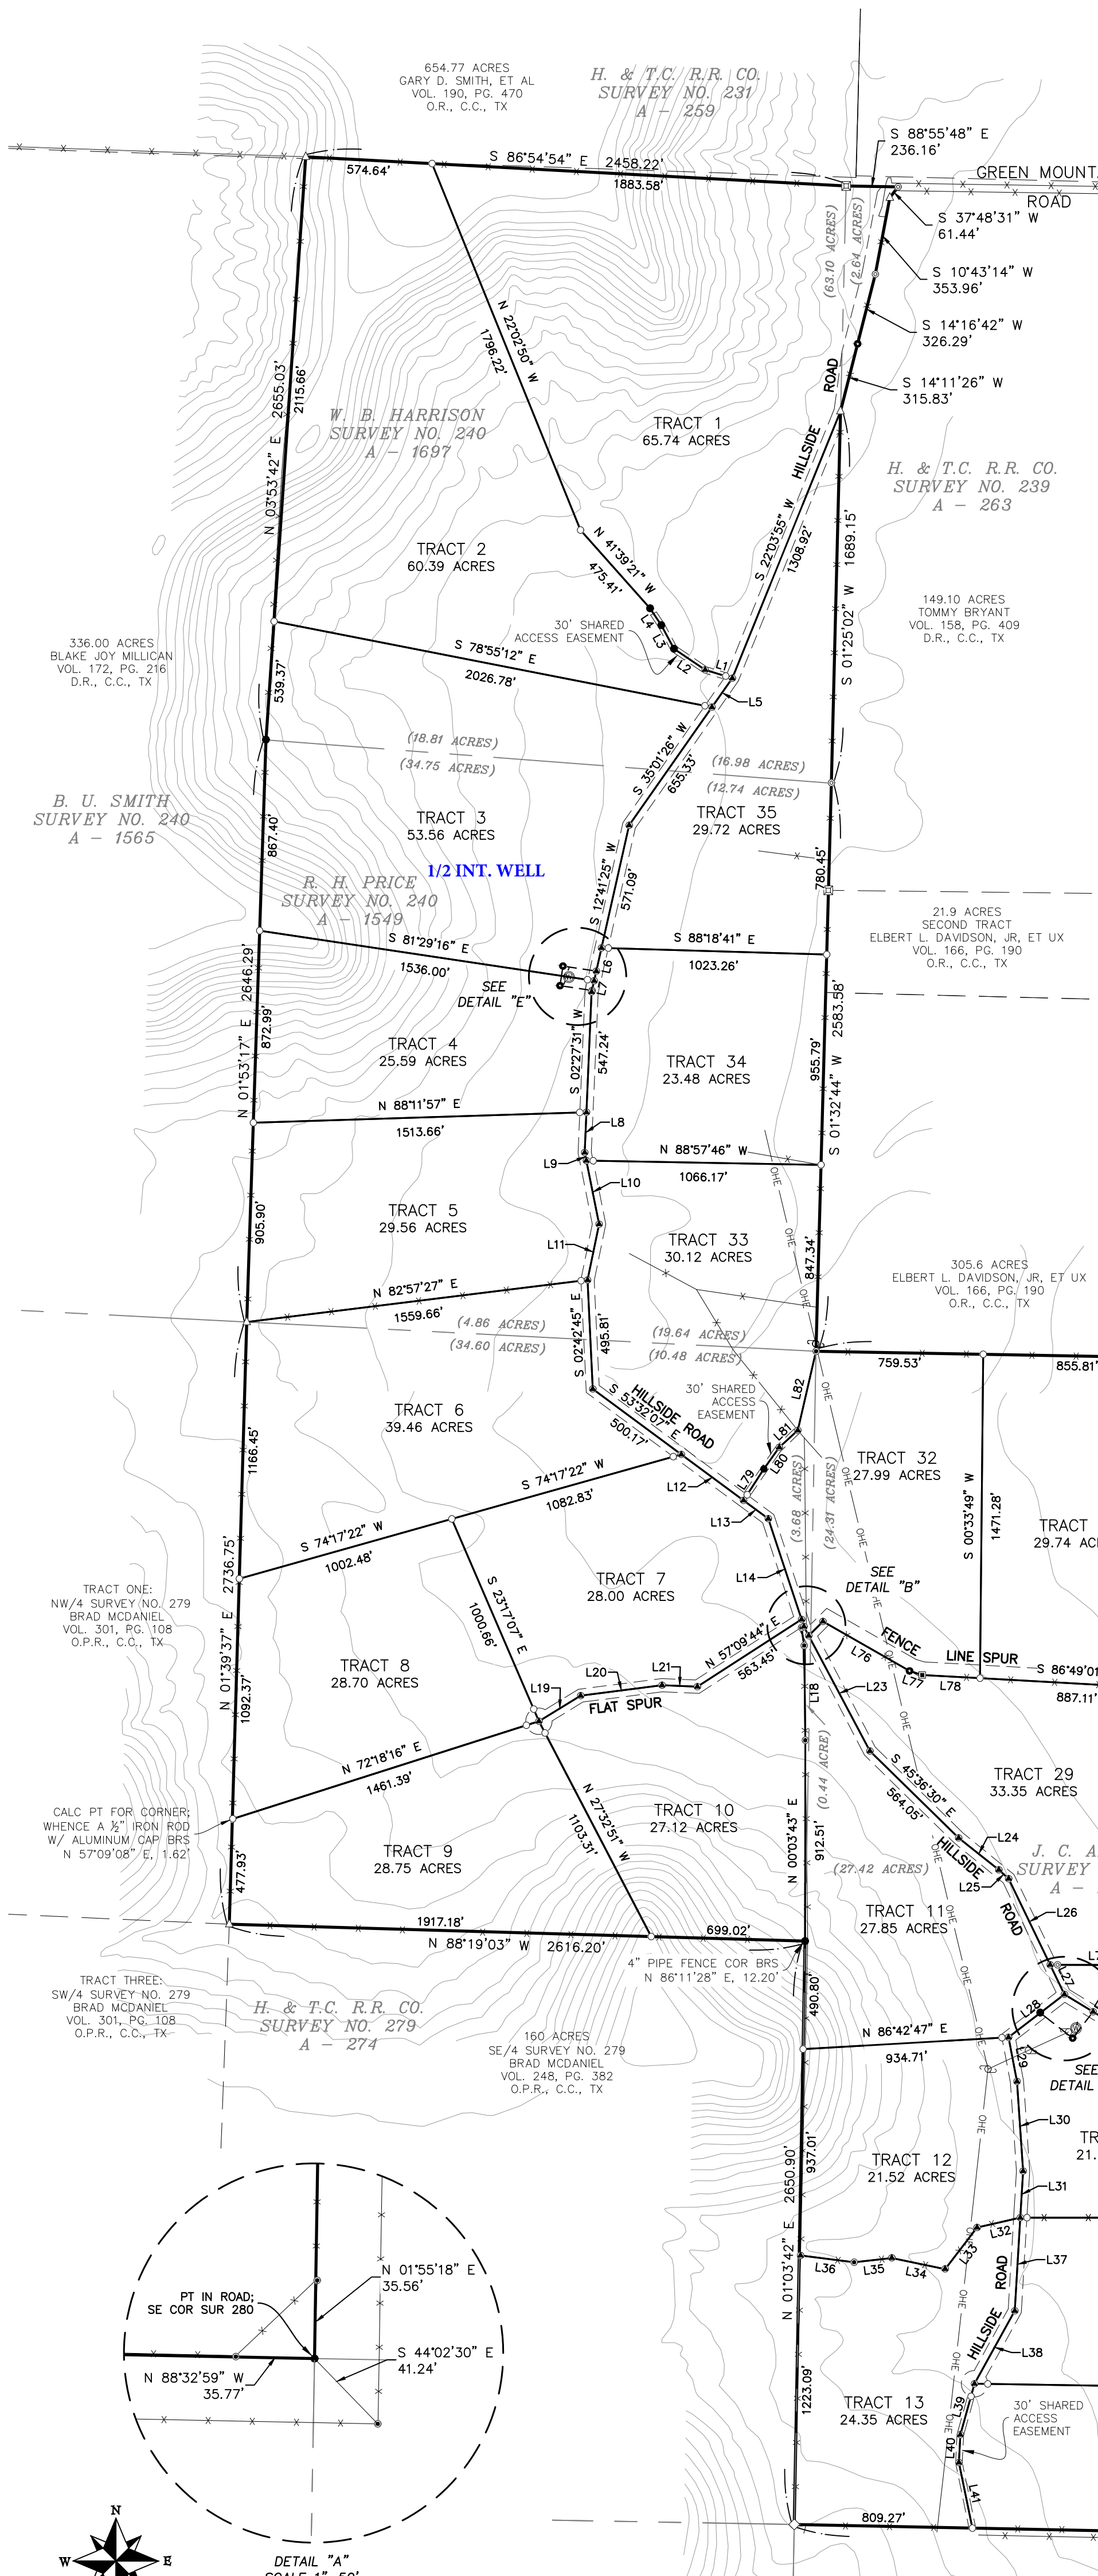 654.77 ACRES
GARY D. SMITH, ET AL
VOL. 190, PG. 470
O.R., C.C., TX
H. & T.C. R.R. CO.
SURVEY NO. 231
A - 259
S 88°55'48" E
236.16'
S 86°54'54" E 2458.22'
574.64'
1883.58'
GREEN MOUNT.
ROAD
(63.10 ACRES)
(2.64 ACRES)
S 37°48'31" W
61.44'
S 10°43'14" W
353.96'
S 14°16'42" W
326.29'
S 14°11'26" W
315.83'
N 22°02'50" W
1796.22'
N 03°53'42" E 2655.03'
2115.66'
W. B. HARRISON
SURVEY NO. 240
A - 1697
TRACT 1
65.74 ACRES
HILLSIDE ROAD
S 22°03'55" W
1308.92'
H. & T.C. R.R. CO.
SURVEY NO. 239
A - 263
S 01°25'02" W 1689.15'
TRACT 2
60.39 ACRES
N 41°39'21" W
475.41'
149.10 ACRES
TOMMY BRYANT
VOL. 158, PG. 409
D.R., C.C., TX
30' SHARED
ACCESS EASEMENT
L4
L3
L2
L1
L5
336.00 ACRES
BLAKE JOY MILLICAN
VOL. 172, PG. 216
D.R., C.C., TX
S 78°55'12" E
2026.78'
539.37'
(18.81 ACRES)
(34.75 ACRES)
S 35°01'26" W
655.33'
(16.98 ACRES)
(12.74 ACRES)
B. U. SMITH
SURVEY NO. 240
A - 1565
867.40'
TRACT 3
53.56 ACRES
TRACT 35
29.72 ACRES
1/2 INT. WELL
R. H. PRICE
SURVEY NO. 240
A - 1549
S 12°41'25" W
571.09'
780.45'
21.9 ACRES
SECOND TRACT
ELBERT L. DAVIDSON, JR, ET UX
VOL. 166, PG. 190
O.R., C.C., TX
S 81°29'16" E
1536.00'
S 88°18'41" E
1023.26'
SEE
DETAIL "E"
L6
L7
N 01°53'17" E 2646.29'
872.99'
TRACT 4
25.59 ACRES
S 02°27'31" W
547.24'
TRACT 34
23.48 ACRES
955.79'
S 01°32'44" W 2583.58'
N 88°11'57" E
1513.66'
L8
L9
N 88°57'46" W
1066.17'
L10
OHE
OHE
TRACT 5
29.56 ACRES
905.90'
L11
TRACT 33
30.12 ACRES
847.34'
305.6 ACRES
ELBERT L. DAVIDSON, JR, ET UX
VOL. 166, PG. 190
O.R., C.C., TX
OHE
N 82°57'27" E
1559.66'
(4.86 ACRES)
(34.60 ACRES)
S 02°42'45" E
495.81'
(19.64 ACRES)
(10.48 ACRES)
759.53'
855.81'
OHE
30' SHARED
ACCESS
EASEMENT
L82
TRACT 6
39.46 ACRES
HILLSIDE ROAD
S 53°32'07" E
500.17'
L81
L80
L79
OHE
1166.45'
S 74°17'22" W
1082.83'
L12
L13
(3.68 ACRES)
(24.31 ACRES)
TRACT 32
27.99 ACRES
S 00°33'49" W
1471.28'
TRACT
29.74 AC
S 74°17'22" W
1002.48'
N 01°39'37" E 2736.75'
TRACT ONE:
NW/4 SURVEY NO. 279
BRAD MCDANIEL
VOL. 301, PG. 108
O.P.R., C.C., TX
S 23°17'07" E
1000.66'
TRACT 7
28.00 ACRES
L14
SEE
DETAIL "B"
OHE
FENCE
LINE SPUR
L76
L77
L78
S 86°49'01
887.11'
1092.37'
TRACT 8
28.70 ACRES
L19
L20
L21
FLAT SPUR
N 57°09'44" E
563.45'
L18
L23
OHE
N 72°18'16" E
1461.39'
(0.44 ACRE)
S 45°36'30" E
564.05'
TRACT 29
33.35 ACRES
CALC PT FOR CORNER;
WHENCE A ½" IRON ROD
W/ ALUMINUM CAP BRS
N 57°09'08" E, 1.62'
TRACT 10
27.12 ACRES
N 27°32'51" W
1103.31'
TRACT 9
28.75 ACRES
N 00°03'43" E
912.51'
OHE
L24
HILLSIDE ROAD
J. C. A
SURVEY
A -
(27.42 ACRES)
L25
477.93'
TRACT 11
27.85 ACRES
L26
1917.18'
699.02'
N 88°19'03" W 2616.20'
OHE
4" PIPE FENCE COR BRS
N 86°11'28" E, 12.20'
TRACT THREE:
SW/4 SURVEY NO. 279
BRAD MCDANIEL
VOL. 301, PG. 108
O.P.R., C.C., TX
H. & T.C. R.R. CO.
SURVEY NO. 279
A - 274
490.80'
L27
L28
160 ACRES
SE/4 SURVEY NO. 279
BRAD MCDANIEL
VOL. 248, PG. 382
O.P.R., C.C., TX
N 86°42'47" E
934.71'
OHE
L29
SEE
DETAIL
OHE
L30
937.01'
N 01°03'42" E 2650.90'
TRACT 12
21.52 ACRES
TR
21.
L31
L32
L33
L34
L35
L36
OHE
HILLSIDE ROAD
L37
L38
PT IN ROAD;
SE COR SUR 280
N 01°55'18" E
35.56'
N 88°32'59" W
35.77'
S 44°02'30" E
41.24'
1223.09'
TRACT 13
24.35 ACRES
L39
OHE
L40
L41
30' SHARED
ACCESS
EASEMENT
809.27'
N
W
E
DETAIL "A"